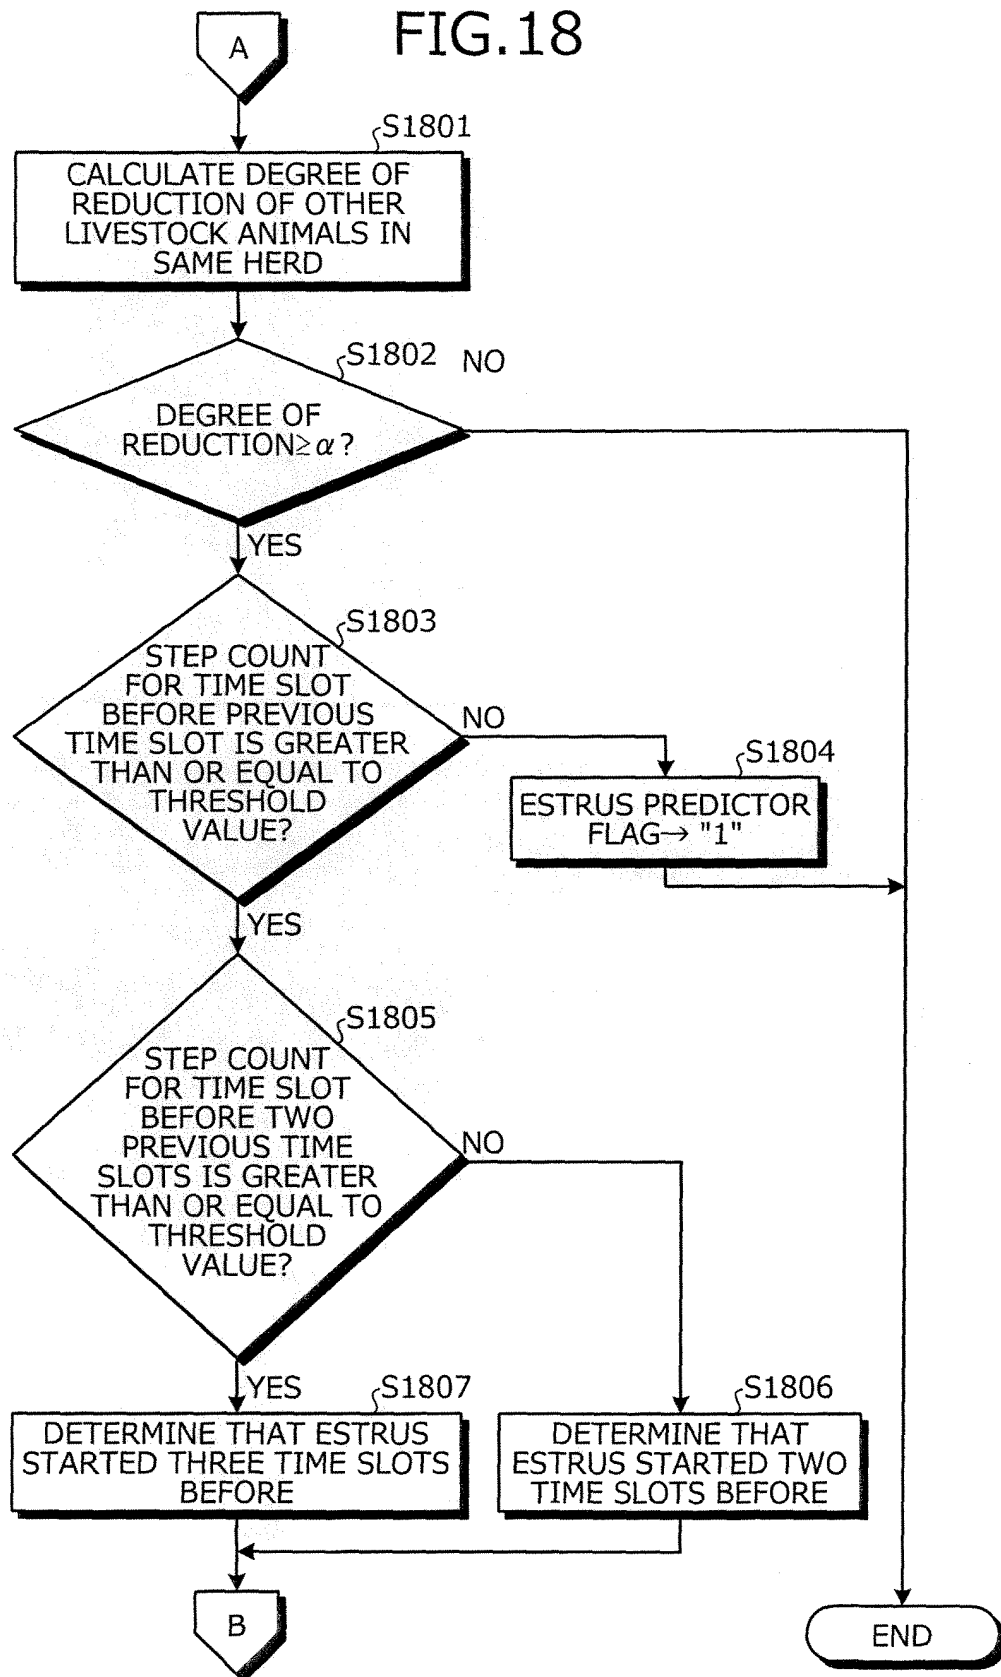 FIG.18
A
S1801
CALCULATE DEGREE OF
REDUCTION OF OTHER
LIVESTOCK ANIMALS IN
SAME HERD
S1802
NO
DEGREE OF
REDUCTION≥α?
YES
S1803
STEP COUNT
FOR TIME SLOT
BEFORE PREVIOUS
TIME SLOT IS GREATER
THAN OR EQUAL TO
THRESHOLD
VALUE?
NO
S1804
ESTRUS PREDICTOR
FLAG→ "1"
YES
S1805
STEP COUNT
FOR TIME SLOT
BEFORE TWO
PREVIOUS TIME
SLOTS IS GREATER
THAN OR EQUAL TO
THRESHOLD
VALUE?
NO
YES
S1807
DETERMINE THAT ESTRUS
STARTED THREE TIME SLOTS
BEFORE
S1806
DETERMINE THAT
ESTRUS STARTED TWO
TIME SLOTS BEFORE
B
END